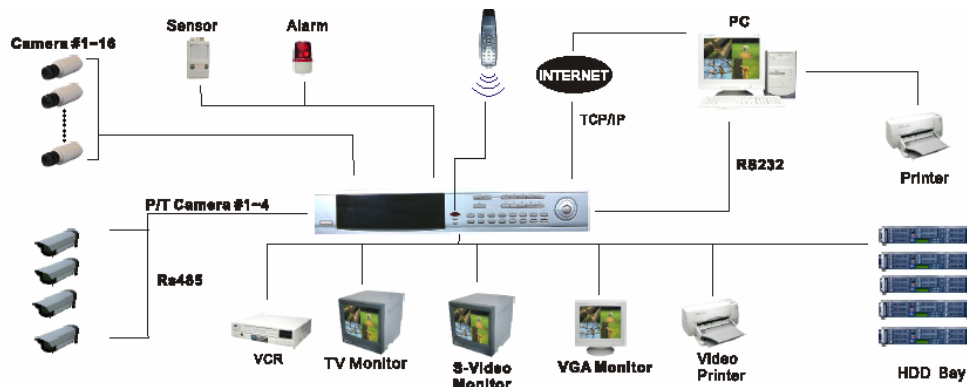 Sensor
Alarm
PC
Camera #1~16
INTERNET
TCP/IP
RS232
Printer
P/T Camera #1~4
Rs485
VCR
TV Monitor
S-Video
Monitor
VGA Monitor
Video
Printer
HDD Bay